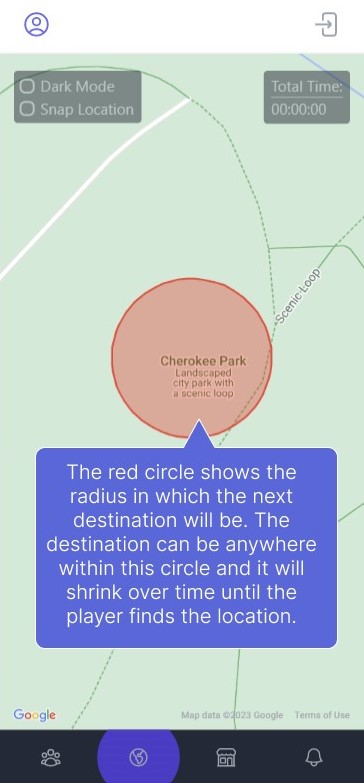 Dark Mode
Snap Location
Total Time:
00:00:00
Scenic Loop
Cherokee Park
Landscaped
city park with
a scenic loop
The red circle shows the
radius in which the next
destination will be. The
destination can be anywhere
within this circle and it will
shrink over time until the
player finds the location.
Google
Map data ©2023 Google
Terms of Use